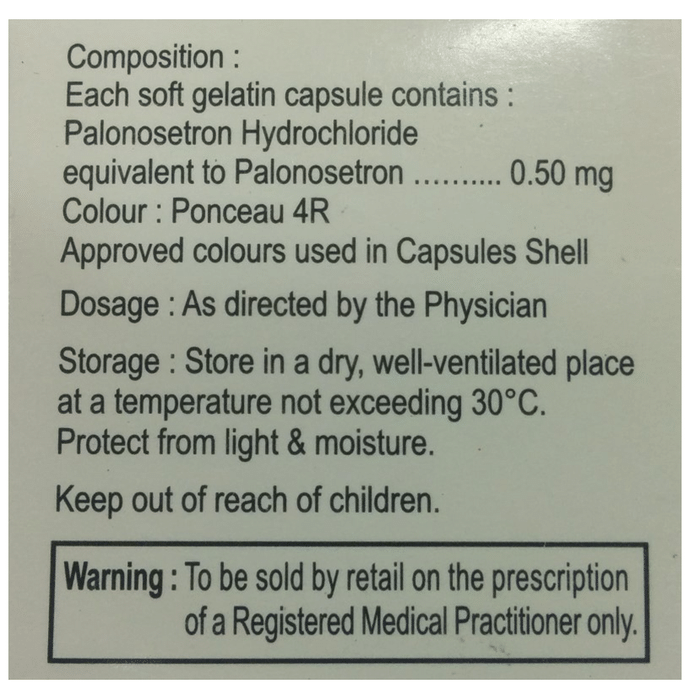 Composition :
Each soft gelatin capsule contains :
Palonosetron Hydrochloride
equivalent to Palonosetron .......... 0.50 mg
Colour : Ponceau 4R
Approved colours used in Capsules Shell
Dosage : As directed by the Physician
Storage : Store in a dry, well-ventilated place
at a temperature not exceeding 30°C.
Protect from light & moisture.
Keep out of reach of children.
Warning : To be sold by retail on the prescription
of a Registered Medical Practitioner only.